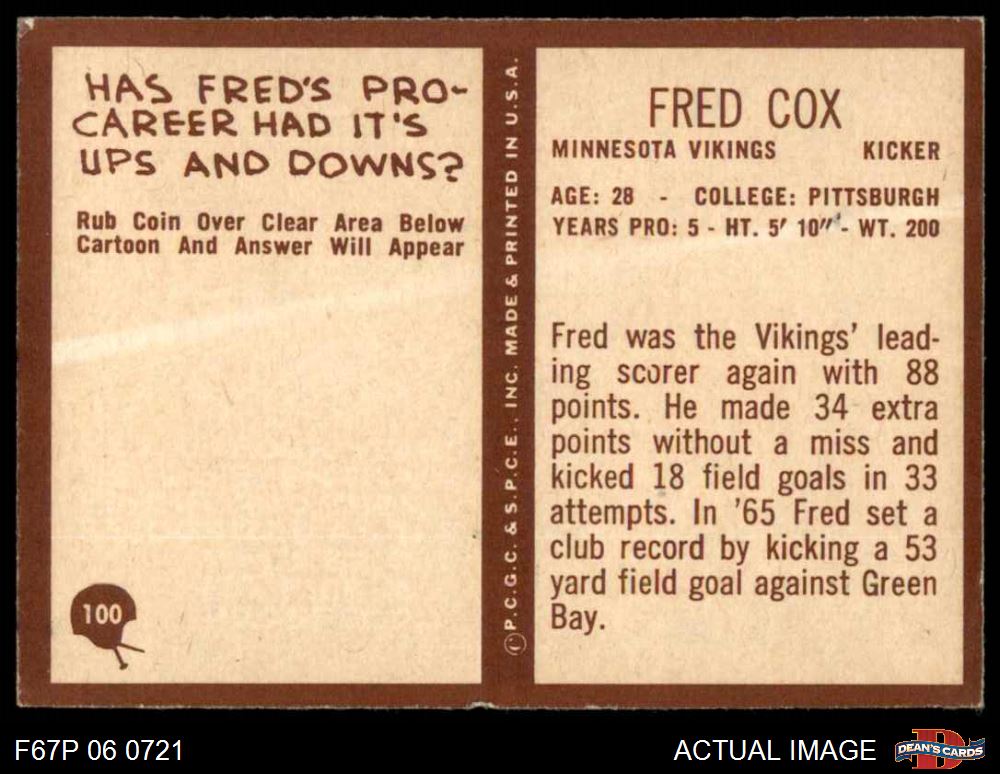 HAS FRED'S PRO-
CAREER HAD IT'S
UPS AND DOWNS?
Rub Coin Over Clear Area Below
Cartoon And Answer Will Appear
100
©P.C.G.C. & S.P.C.E., INC. MADE & PRINTED IN U.S.A.
FRED COX
MINNESOTA VIKINGS KICKER
AGE: 28 - COLLEGE: PITTSBURGH
YEARS PRO: 5 - HT. 5' 10" - WT. 200
Fred was the Vikings' lead-
ing scorer again with 88
points. He made 34 extra
points without a miss and
kicked 18 field goals in 33
attempts. In '65 Fred set a
club record by kicking a 53
yard field goal against Green
Bay.
F67P 06 0721
ACTUAL IMAGE
D
DEAN'S CARDS